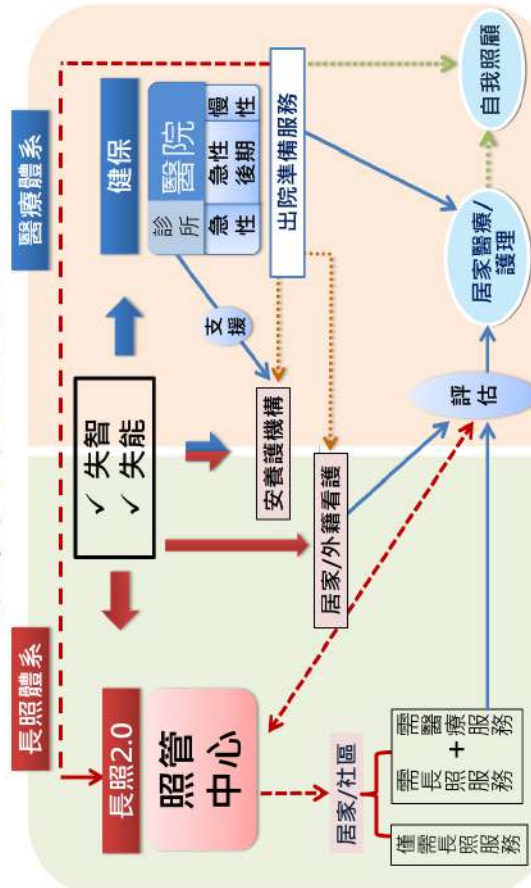 長照體系
醫療體系
長照2.0
照管
中心
✓ 失智
✓ 失能
健保
診所
醫院
急性
急性後期
慢性
支援
出院準備服務
安養護機構
居家/外籍看護
居家/社區
僅需長照服務
需長照服務
+
需醫療服務
評估
居家醫療/
護理
自我照顧